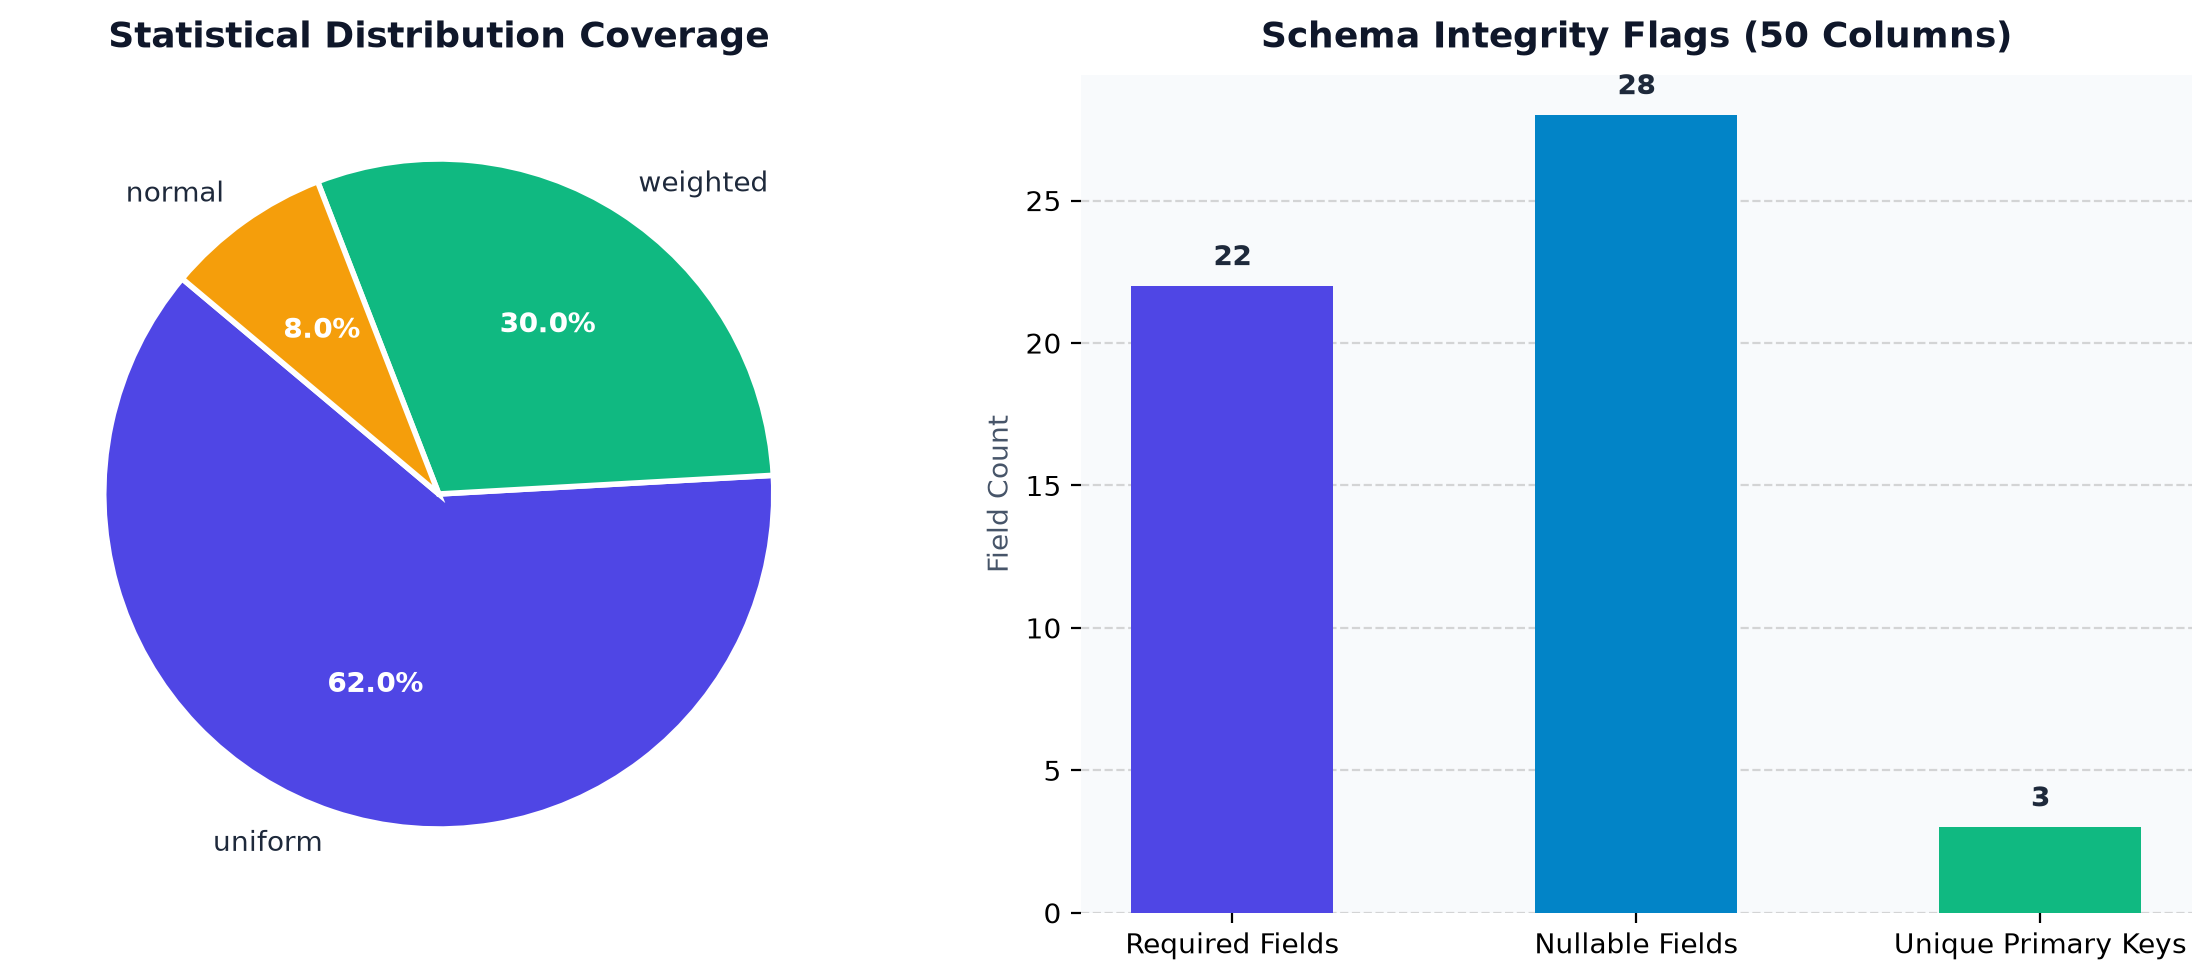 Statistical Distribution Coverage
normal
weighted
8.0%
30.0%
62.0%
uniform
Schema Integrity Flags (50 Columns)
Field Count
25
20
15
10
5
0
22
28
3
Required Fields
Nullable Fields
Unique Primary Keys